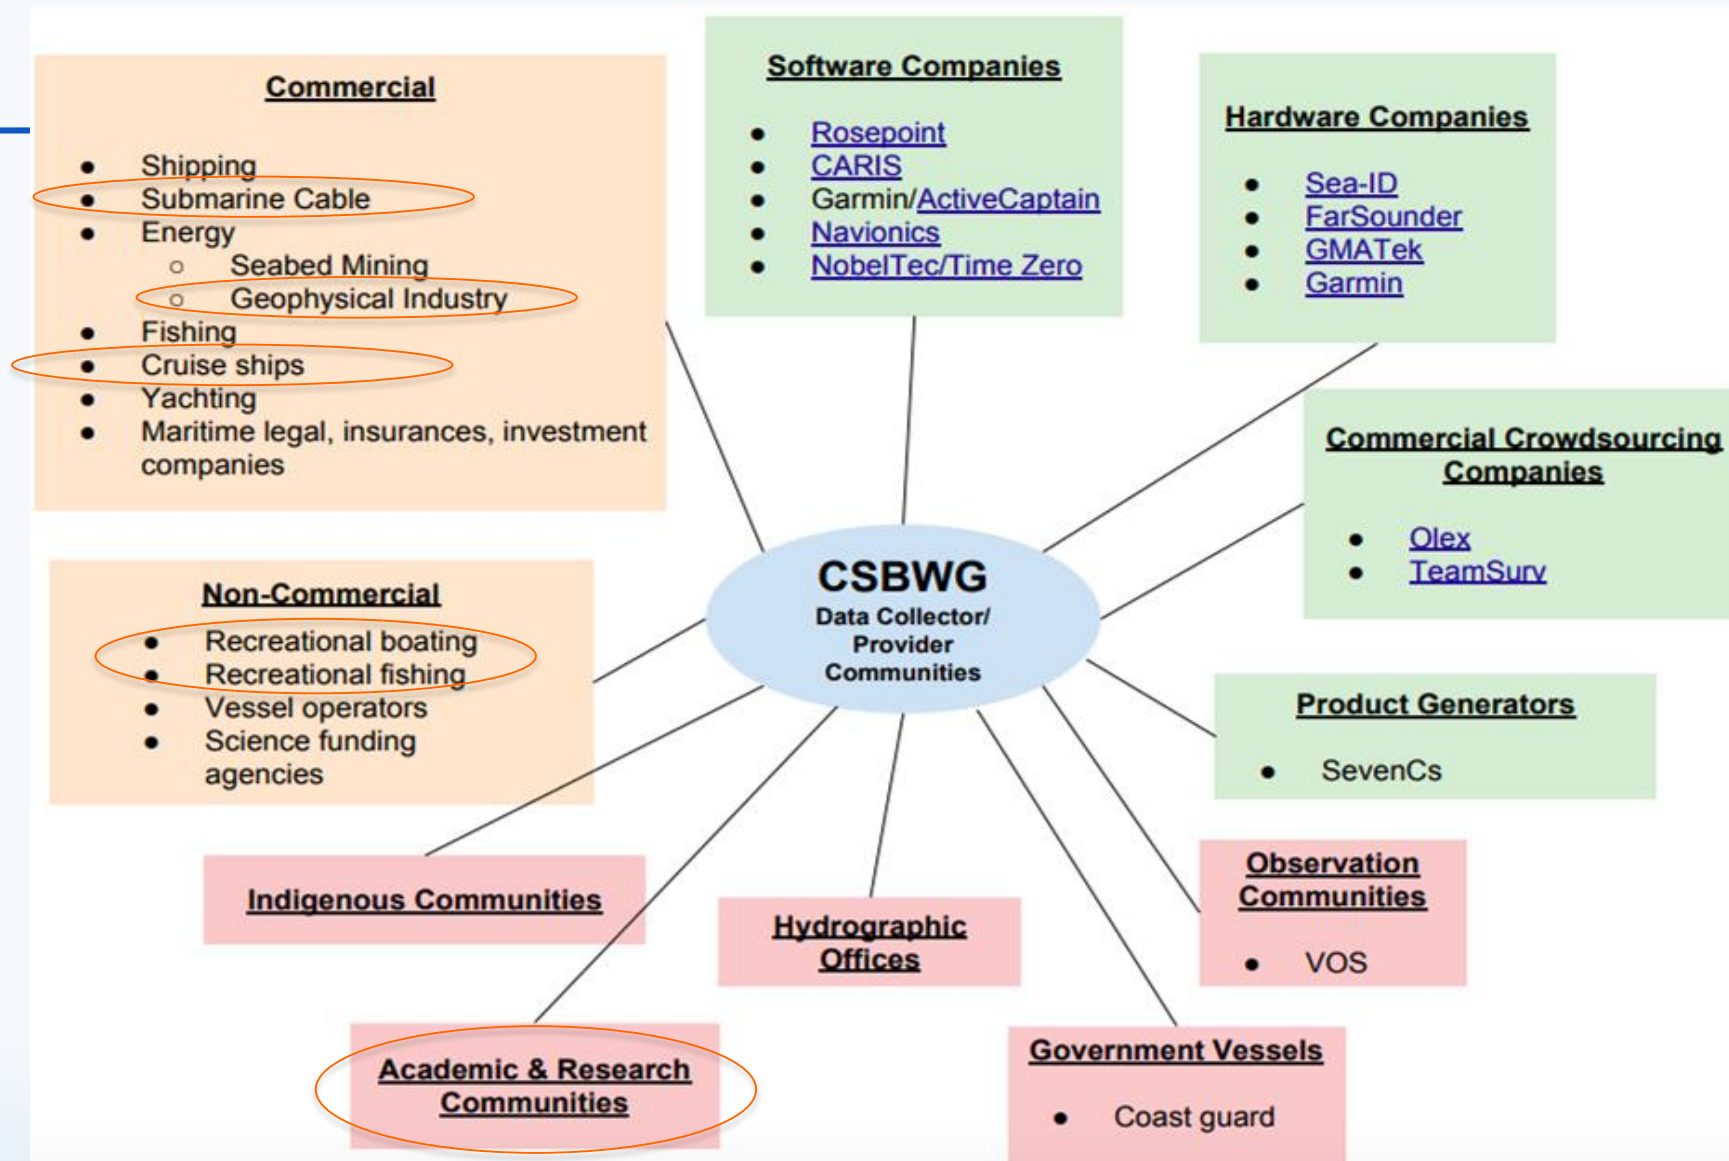 Commercial
● Shipping
● Submarine Cable
● Energy
○ Seabed Mining
○ Geophysical Industry
● Fishing
● Cruise ships
● Yachting
● Maritime legal, insurances, investment
companies
Software Companies
● Rosepoint
● CARIS
● Garmin/ActiveCaptain
● Navionics
● NobelTec/Time Zero
Hardware Companies
● Sea-ID
● FarSounder
● GMATek
● Garmin
Commercial Crowdsourcing
Companies
● Olex
● TeamSurv
CSBWG
Data Collector/
Provider
Communities
Non-Commercial
● Recreational boating
● Recreational fishing
● Vessel operators
● Science funding
agencies
Product Generators
● SevenCs
Indigenous Communities
Hydrographic
Offices
Observation
Communities
● VOS
Academic & Research
Communities
Government Vessels
● Coast guard